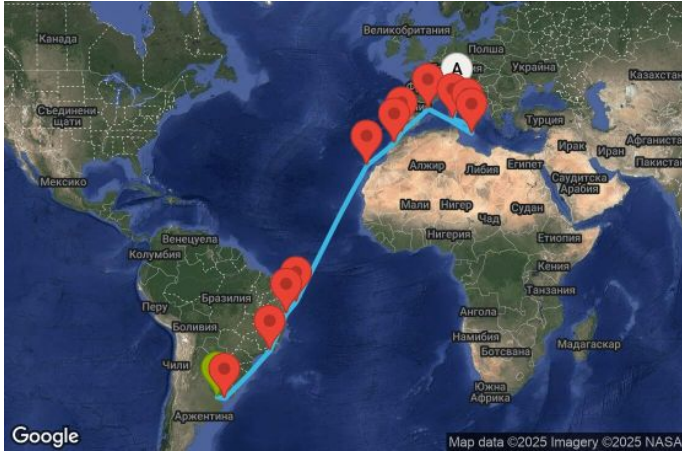 Канада
Великобритания
Полша
A
Украйна
Казахстан
Съединени
щати
Турция
Ирак
Иран
Афганистан
Пакистан
Алжир
Либия
Египет
Саудитска
Арабия
Мексико
Мали
Нигер
Чад
Судан
Нигерия
Етиопия
Венецуела
Колумбия
Кения
Танзания
Бразилия
Перу
Боливия
Ангола
Намибия
Ботсвана
Мадагаскар
Чили
Южна
Африка
Аржентина
Google
Map data ©2025 Imagery ©2025 NASA